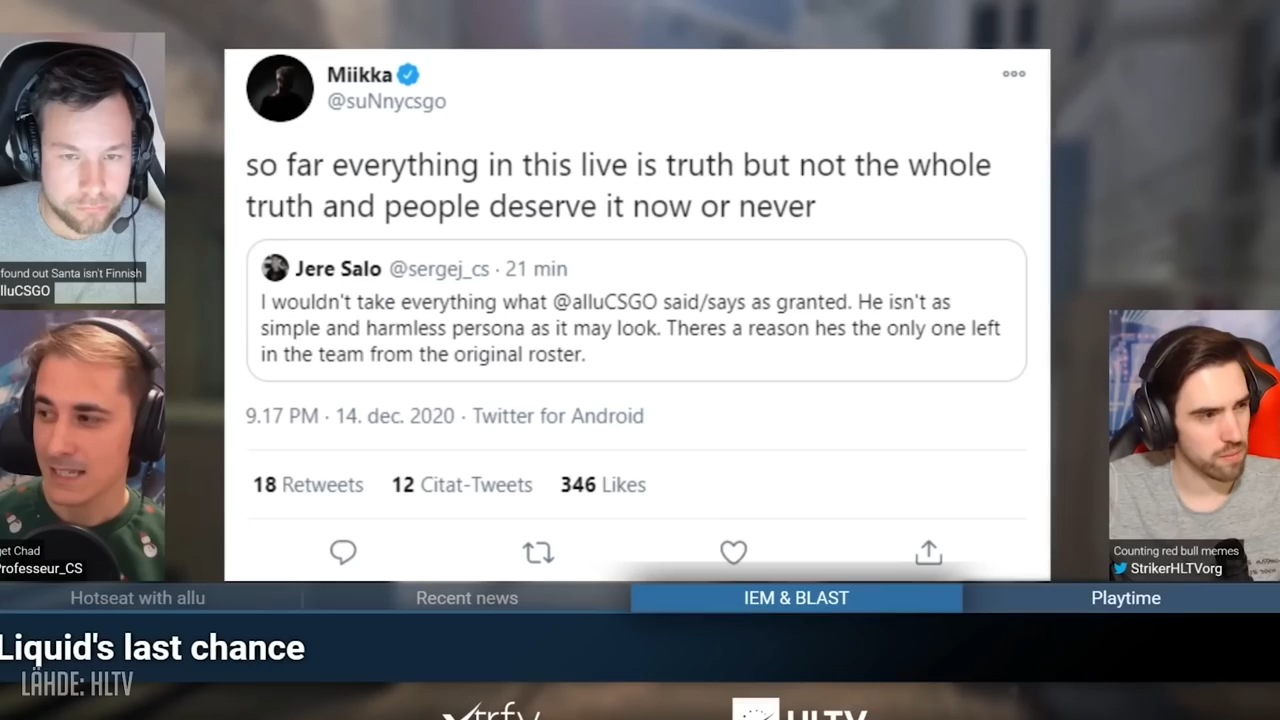 Miikka
@suNnycsgo
so far everything in this live is truth but not the whole
truth and people deserve it now or never
Jere Salo @sergej_cs · 21 min
I wouldn't take everything what @alluCSGO said/says as granted. He isn't as
simple and harmless persona as it may look. Theres a reason hes the only one left
in the team from the original roster.
9.17 PM · 14. dec. 2020 · Twitter for Android
18 Retweets 12 Citat-Tweets 346 Likes
found out Santa isn't Finnish
lluCSGO
get Chad
Professeur_CS
Counting red bull memes
StrikerHLTVorg
Hotseat with allu
Recent news
IEM & BLAST
Playtime
Liquid's last chance
LÄHDE: HLTV
HLTV